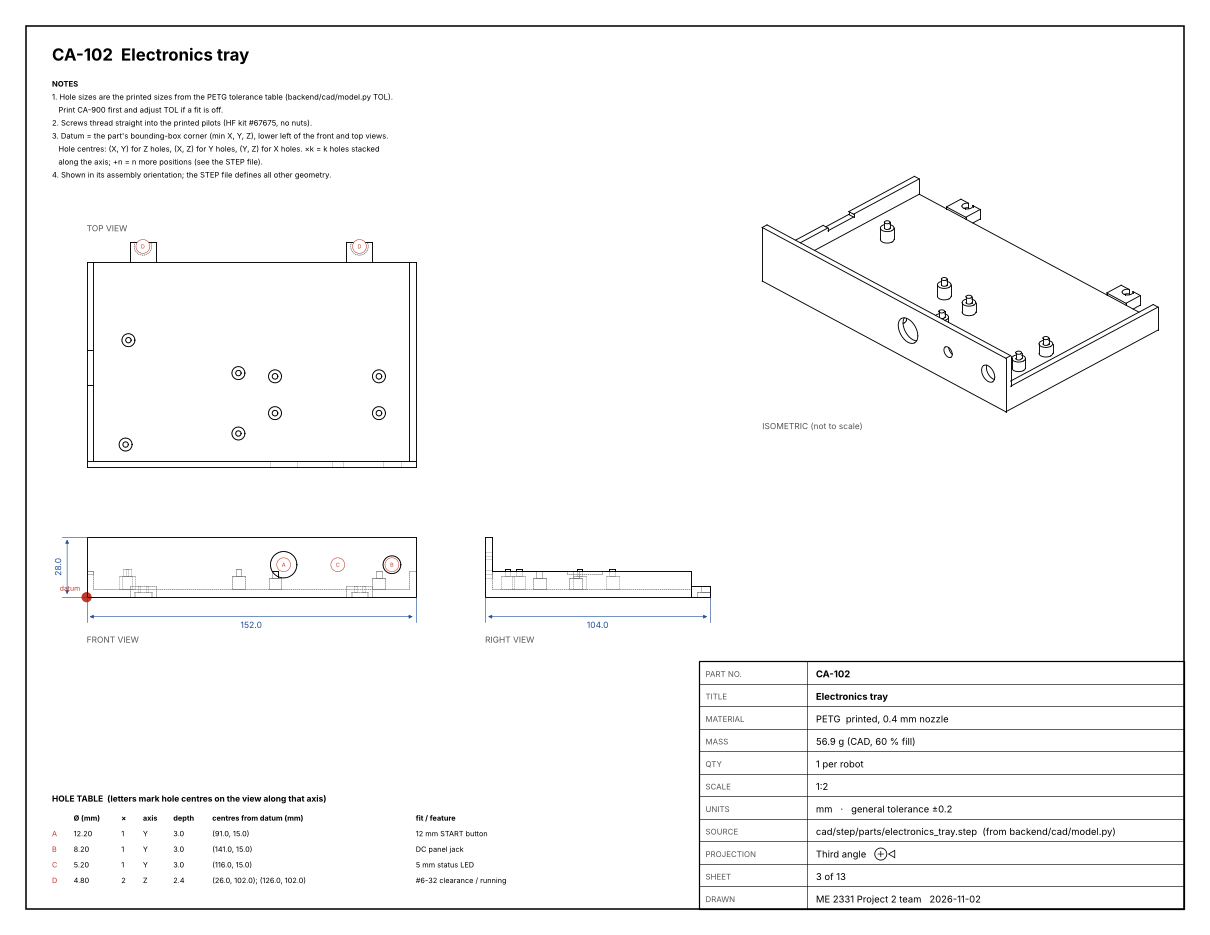 CA-102 Electronics tray
NOTES
1. Hole sizes are the printed sizes from the PETG tolerance table (backend/cad/model.py TOL).
Print CA-900 first and adjust TOL if a fit is off.
2. Screws thread straight into the printed pilots (HF kit #67675, no nuts).
3. Datum = the part's bounding-box corner (min X, Y, Z), lower left of the front and top views.
Hole centres: (X, Y) for Z holes, (X, Z) for Y holes, (Y, Z) for X holes. ×k = k holes stacked
along the axis; +n = n more positions (see the STEP file).
4. Shown in its assembly orientation; the STEP file defines all other geometry.
TOP VIEW
D D
ISOMETRIC (not to scale)
28.0
datum
A C B
152.0
104.0
FRONT VIEW
RIGHT VIEW
PART NO. CA-102
TITLE Electronics tray
MATERIAL PETG printed, 0.4 mm nozzle
MASS 56.9 g (CAD, 60 % fill)
QTY 1 per robot
SCALE 1:2
UNITS mm · general tolerance ±0.2
SOURCE cad/step/parts/electronics_tray.step (from backend/cad/model.py)
PROJECTION Third angle
SHEET 3 of 13
DRAWN ME 2331 Project 2 team 2026-11-02
HOLE TABLE (letters mark hole centres on the view along that axis)
Ø (mm) × axis depth centres from datum (mm) fit / feature
A 12.20 1 Y 3.0 (91.0, 15.0) 12 mm START button
B 8.20 1 Y 3.0 (141.0, 15.0) DC panel jack
C 5.20 1 Y 3.0 (116.0, 15.0) 5 mm status LED
D 4.80 2 Z 2.4 (26.0, 102.0); (126.0, 102.0) #6-32 clearance / running